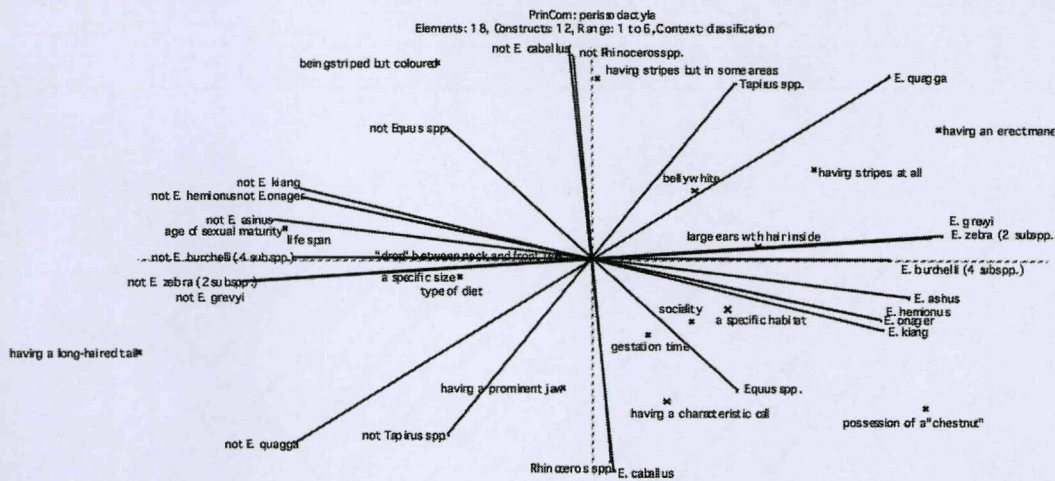 PrinCom: perissodactyla
Elements: 18, Constructs 12, Range: 1 to 6, Context: classification
not E. caballus
not Rhinoceros spp.
being striped but coloured
having stripes but in some areas
E. quagga
Tapirus spp.
not Equus spp.
having an erect mane
having stripes at all
belly white
not E. kiang
not E. hemionus not E. onager
not E. asinus
age of sexual maturity
life span
E. grevyi
E. zebra (2 subspp.
large ears with hair inside
not E. burchelli (4 subspp.)
"drop" between neck and front
E. burchelli (4 subspp.)
not E. zebra (2 subspp.)
a specific size
type of diet
not E. grevyi
E. ashus
E. hemionus
E. onager
E. kiang
sociality
a specific habitat
gestation time
having a long-haired tail
having a prominent jaw
Equus spp.
having a characteristic call
possession of a "chestnut"
not E. quagga
not Tapirus spp.
Rhinoceros spp.
E. caballus